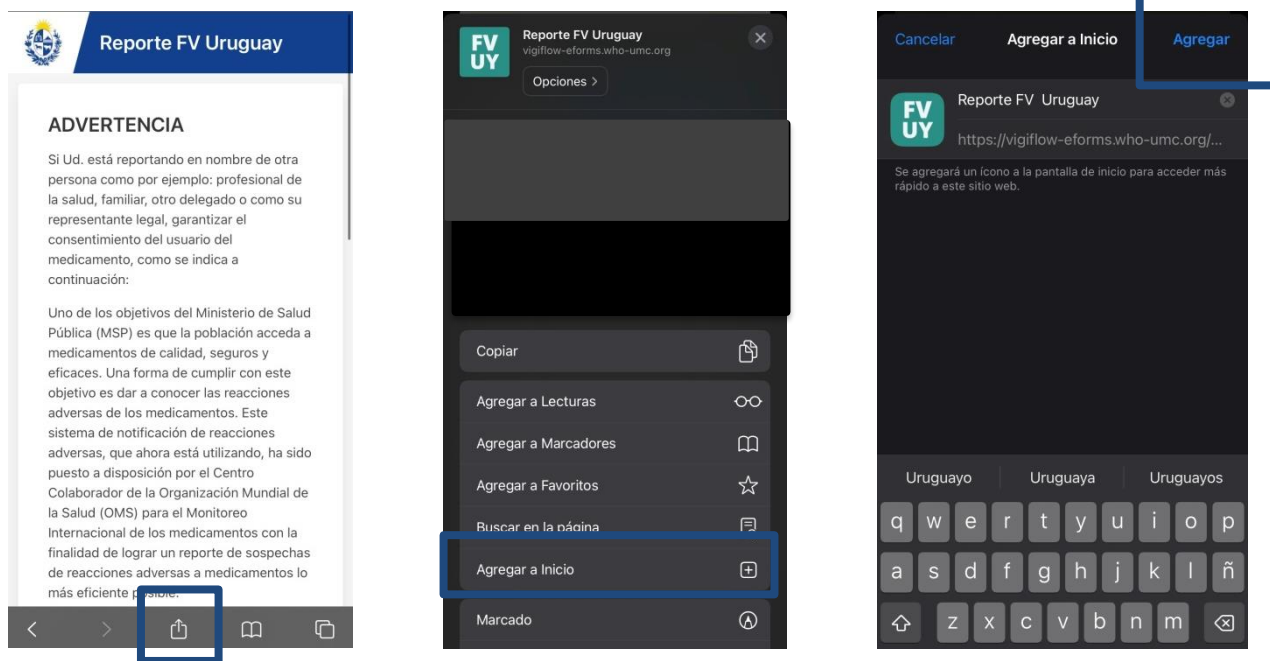 Reporte FV Uruguay
ADVERTENCIA
Si Ud. está reportando en nombre de otra
persona como por ejemplo: profesional de
la salud, familiar, otro delegado o como su
representante legal, garantizar el
consentimiento del usuario del
medicamento, como se indica a
continuación:
Uno de los objetivos del Ministerio de Salud
Pública (MSP) es que la población acceda a
medicamentos de calidad, seguros y
eficaces. Una forma de cumplir con este
objetivo es dar a conocer las reacciones
adversas de los medicamentos. Este
sistema de notificación de reacciones
adversas, que ahora está utilizando, ha sido
puesto a disposición por el Centro
Colaborador de la Organización Mundial de
la Salud (OMS) para el Monitoreo
Internacional de los medicamentos con la
finalidad de lograr un reporte de sospechas
de reacciones adversas a medicamentos lo
más eficiente posible.
FV
UY
Reporte FV Uruguay
vigiflow-eforms.who-umc.org
Opciones >
Copiar
Agregar a Lecturas
Agregar a Marcadores
Agregar a Favoritos
Buscar en la página
Agregar a Inicio
Marcado
Cancelar Agregar a Inicio Agregar
FV
UY
Reporte FV Uruguay
https://vigiflow-eforms.who-umc.org/...
Se agregará un ícono a la pantalla de inicio para acceder más
rápido a este sitio web.
Uruguayo Uruguaya Uruguayos
q w e r t y u i o p
a s d f g h j k l ñ
z x c v b n m